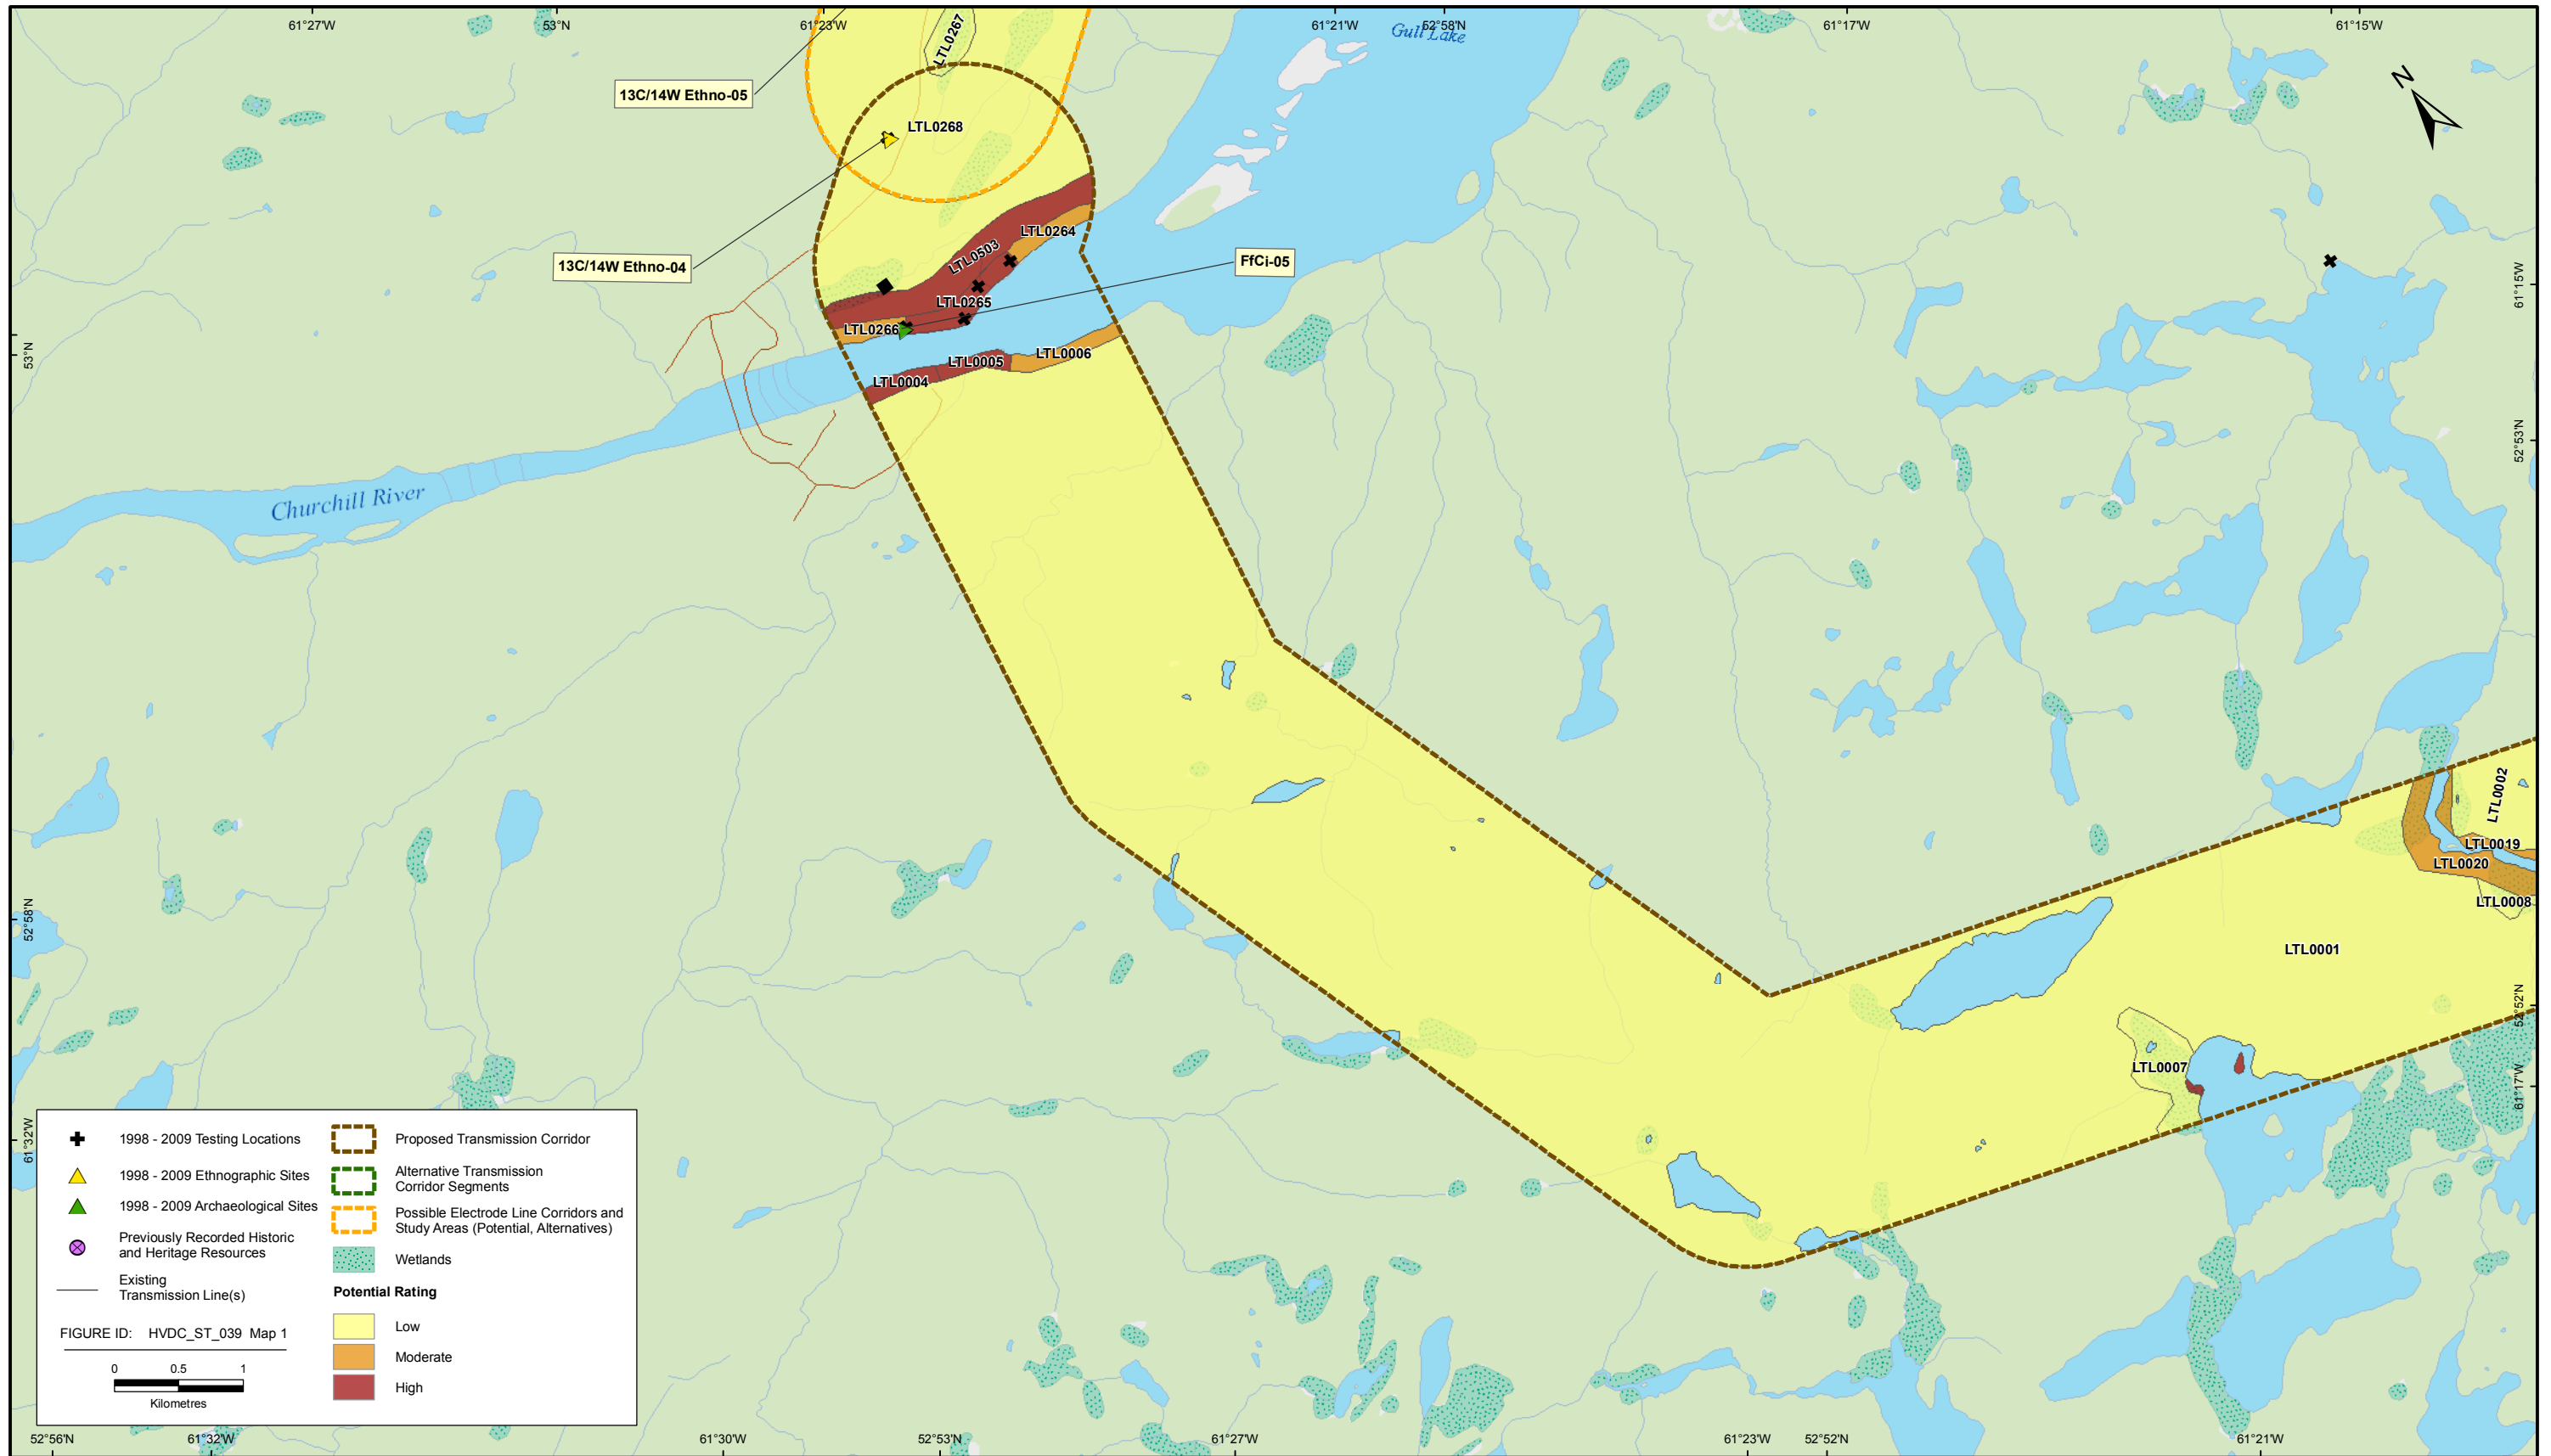 61°27'W
53°N
61°23'W
61°21'W
52°58'N
61°17'W
61°15'W
Gull Lake
LTL0267
N
13C/14W Ethno-05
LTL0268
LTL0264
LTL0503
13C/14W Ethno-04
FfCi-05
61°15'W
LTL0265
LTL0266
53°N
LTL0006
LTL0005
LTL0004
52°53'N
Churchill River
LTL0002
LTL0019
LTL0020
LTL0008
52°58'N
LTL0001
52°52'N
LTL0007
61°17'W
61°32'W
1998 - 2009 Testing Locations
1998 - 2009 Ethnographic Sites
1998 - 2009 Archaeological Sites
Previously Recorded Historic
and Heritage Resources
Existing
Transmission Line(s)
FIGURE ID: HVDC_ST_039 Map 1
0 0.5 1
Kilometres
Proposed Transmission Corridor
Alternative Transmission
Corridor Segments
Possible Electrode Line Corridors and
Study Areas (Potential, Alternatives)
Wetlands
Potential Rating
Low
Moderate
High
52°56'N
61°32'W
61°30'W
52°53'N
61°27'W
61°23'W
52°52'N
61°21'W